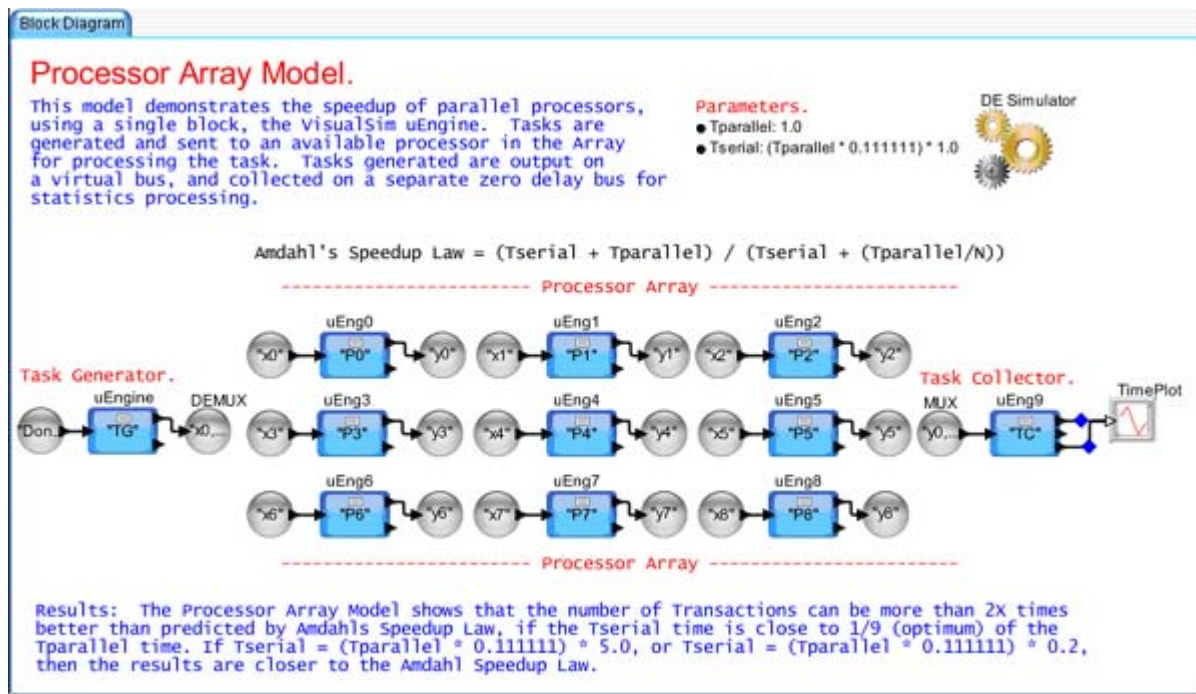 Block Diagram
Processor Array Model.
This model demonstrates the speedup of parallel processors,
using a single block, the VisualSim uEngine.  Tasks are
generated and sent to an available processor in the Array
for processing the task.  Tasks generated are output on
a virtual bus, and collected on a separate zero delay bus for
statistics processing.
Parameters.
● Tparallel: 1.0
● Tserial: (Tparallel * 0.111111) * 1.0
DE Simulator
Amdahl's Speedup Law = (Tserial + Tparallel) / (Tserial + (Tparallel/N))
------------------------ Processor Array ------------------------
uEng0 uEng1 uEng2
"x0" "P0" "y0" "x1" "P1" "y1" "x2" "P2" "y2"
Task Generator.
Task Collector.
TimePlot
uEngine DEMUX uEng3 uEng4 uEng5 MUX uEng9
"Don... "TG" "x0,... "x3" "P3" "y3" "x4" "P4" "y4" "x5" "P5" "y5" "y0,... "TC"
uEng6 uEng7 uEng8
"x6" "P6" "y6" "x7" "P7" "y7" "x8" "P8" "y8"
------------------------ Processor Array ------------------------
Results:  The Processor Array Model shows that the number of Transactions can be more than 2X times
better than predicted by Amdahls Speedup Law, if the Tserial time is close to 1/9 (optimum) of the
Tparallel time. If Tserial = (Tparallel * 0.111111) * 5.0, or Tserial = (Tparallel * 0.111111) * 0.2,
then the results are closer to the Amdahl Speedup Law.